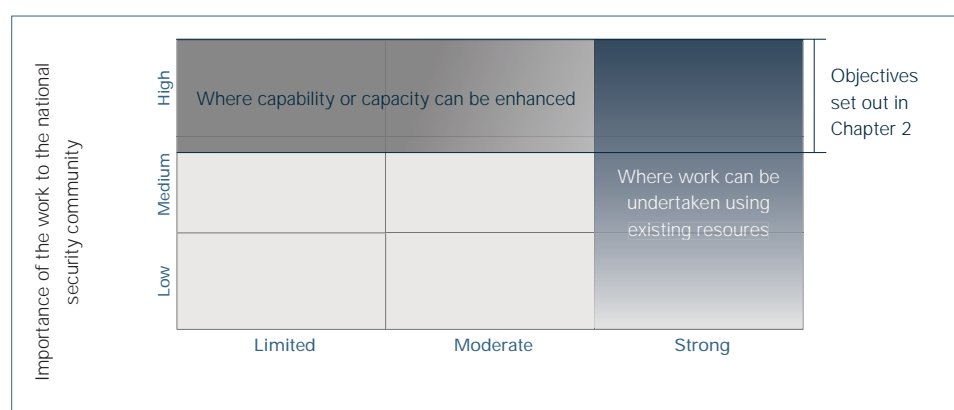 Importance of the work to the national
security community
High
Medium
Low
Where capability or capacity can be enhanced
Where work can be
undertaken using
existing resoures
Objectives
set out in
Chapter 2
Limited
Moderate
Strong